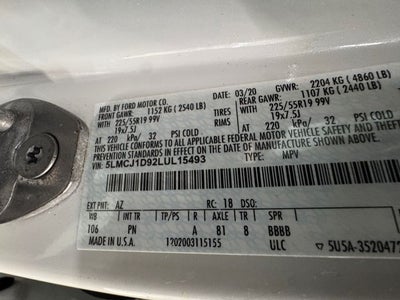 MFD. BY FORD MOTOR CO.
DATE: 03/20 GVWR: 2204 KG (4860 LB)
FRONT GAWR: 1152 KG (2540 LB) REAR GAWR: 1107 KG (2440 LB)
WITH 225/55R19 99V TIRES WITH 225/55R19 99V
19x7.5J RIMS 19x7.5J
AT 220 kPa/ 32 PSI COLD AT 220 kPa/ 32 PSI COLD
THIS VEHICLE CONFORMS TO ALL APPLICABLE FEDERAL MOTOR VEHICLE SAFETY AND
THEFT PREVENTION STANDARDS IN EFFECT ON THE DATE OF MANUFACTURE SHOWN ABOVE.
VIN: 5LMCJ1D92LUL15493 TYPE: MPV
EXT PNT: AZ RC: 18 DSO:
WB INT TR TP/PS R AXLE TR SPR
106 PN A 81 8 BBBB
MADE IN U.S.A. 1202003115155 ULC